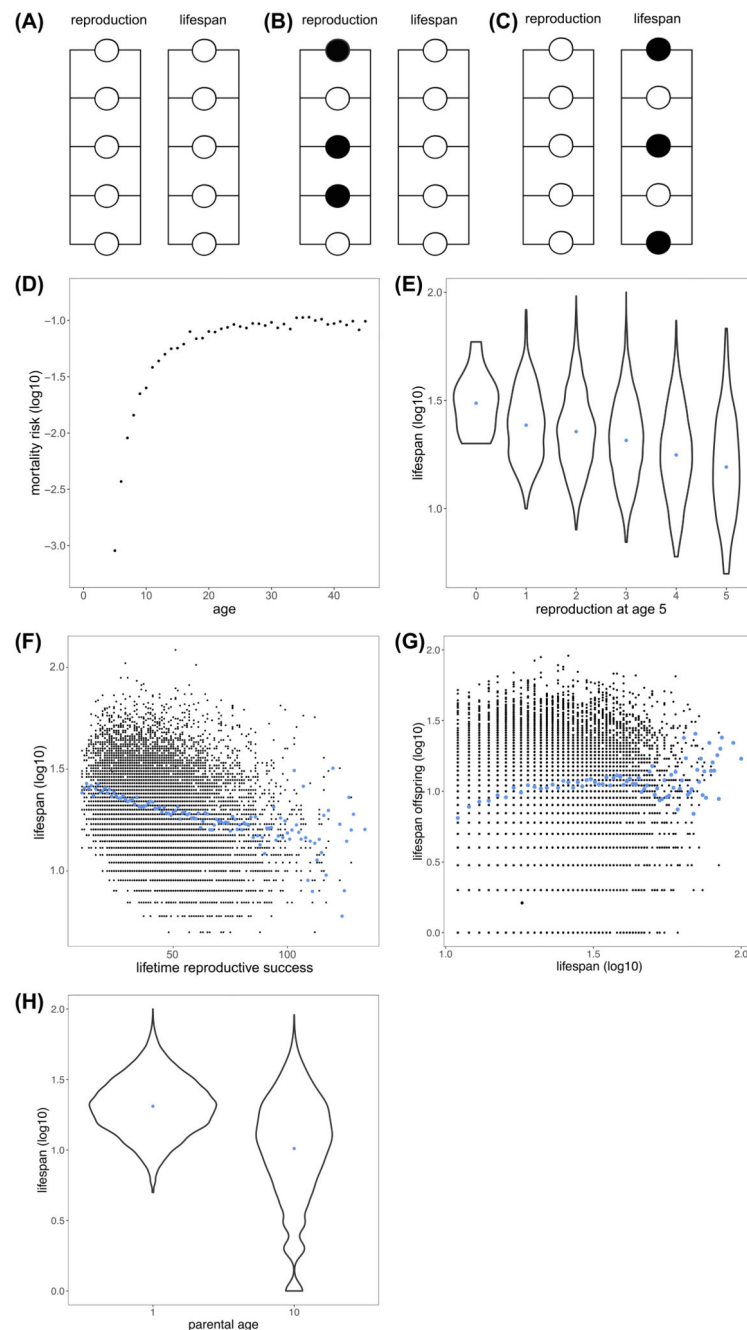 (A) reproduction lifespan (B) reproduction lifespan (C) reproduction lifespan
(D)
mortality risk (log10)
−1.0
−1.5
−2.0
−2.5
−3.0
0 10 20 30 40
age
(E)
lifespan (log10)
2.0
1.5
1.0
0 1 2 3 4 5
reproduction at age 5
(F)
lifespan (log10)
2.0
1.5
1.0
50 100
lifetime reproductive success
(G)
lifespan offspring (log10)
2.0
1.5
1.0
0.5
0.0
1.0 1.5 2.0
lifespan (log10)
(H)
lifespan (log10)
2.0
1.5
1.0
0.5
0.0
1 10
parental age